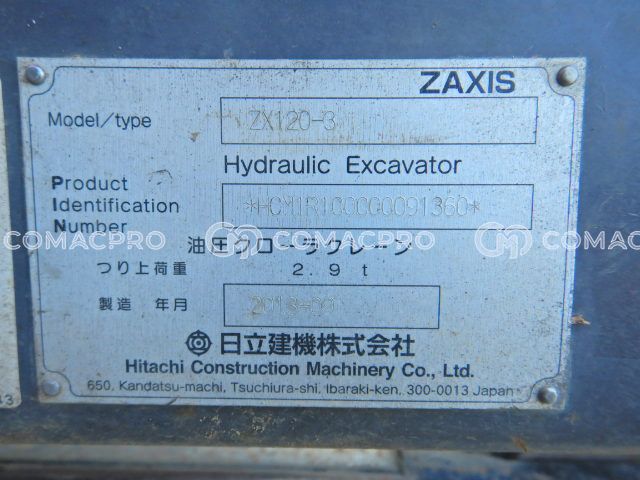 ZAXIS
Model/type ZX120-3
Hydraulic Excavator
Product
Identification
Number
COMACPRO COMACPRO COMACPRO
油圧クローラクレーン
つり上荷重 2.9 t
製造 年月
日立建機株式会社
Hitachi Construction Machinery Co., Ltd.
650, Kandatsu-machi, Tsuchiura-shi, Ibaraki-ken, 300-0013 Japan
43